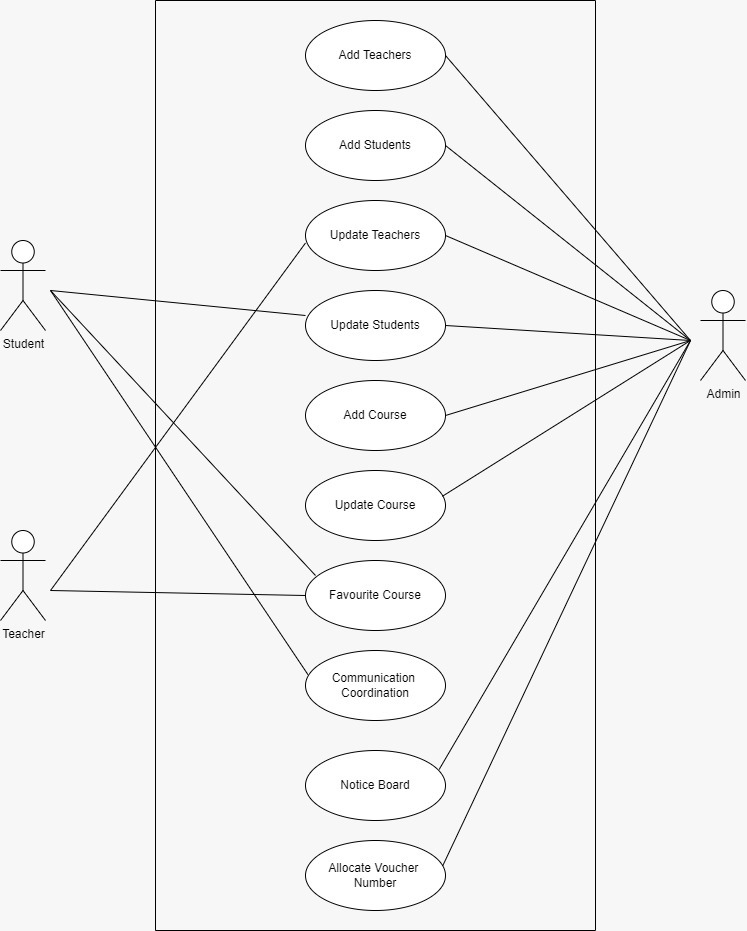 Add Teachers
Add Students
Update Teachers
Student
Update Students
Admin
Add Course
Update Course
Favourite Course
Teacher
Communication
Coordination
Notice Board
Allocate Voucher
Number